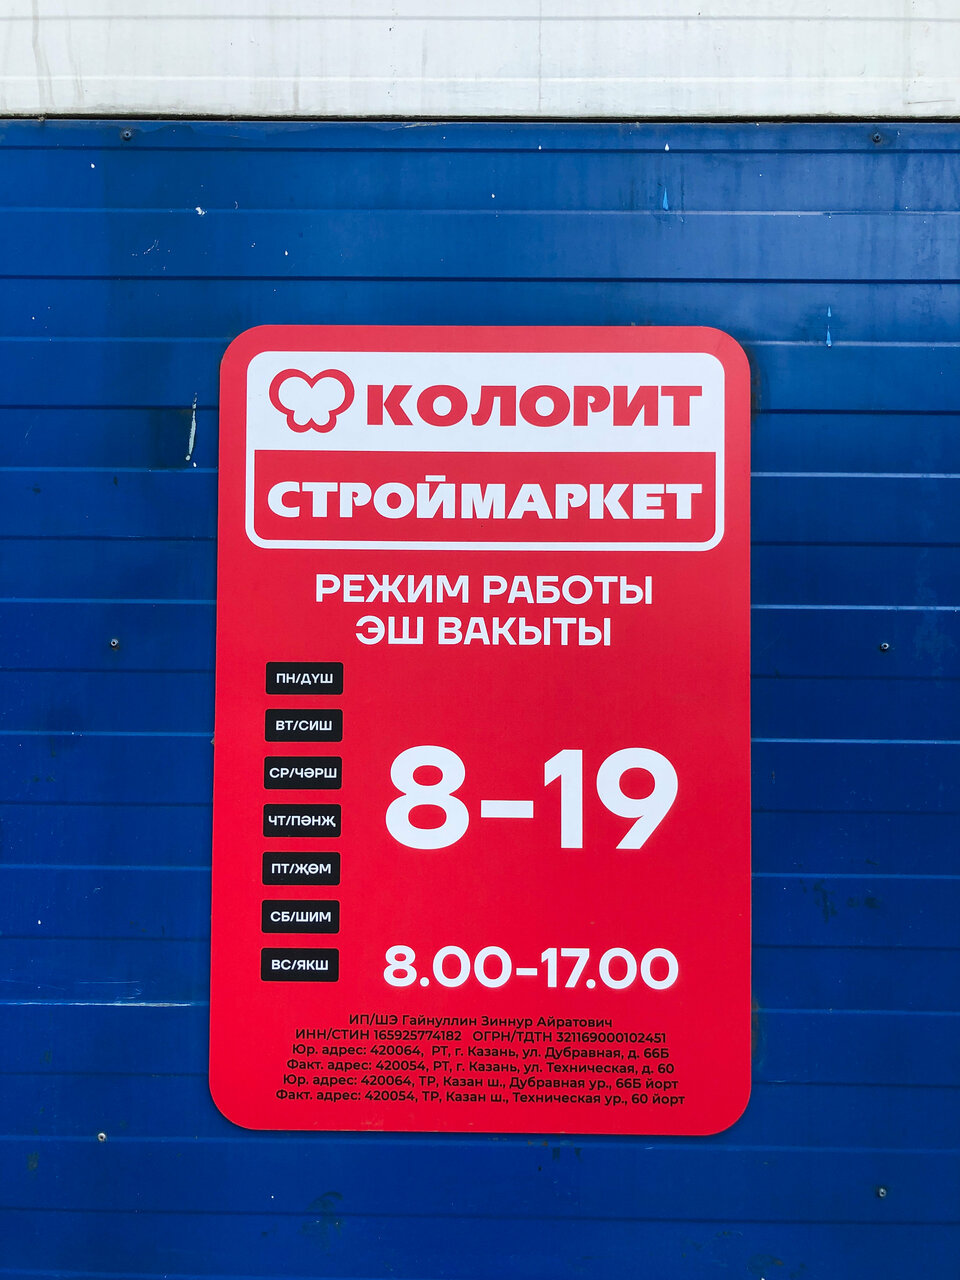 КОЛОРИТ
СТРОЙМАРКЕТ
РЕЖИМ РАБОТЫ
ЭШ ВАКЫТЫ
ПН/ДҮШ
ВТ/СИШ
СР/ЧӘРШ
8-19
ЧТ/ПӘНҖ
ПТ/ҖӨМ
СБ/ШИМ
ВС/ЯКШ
8.00-17.00
ИП/ШЭ Гайнуллин Зиннур Айратович
ИНН/СТИН 165925774182 ОГРН/ТДТН 321169000102451
Юр. адрес: 420064, РТ, г. Казань, ул. Дубравная, д. 66Б
Факт. адрес: 420054, РТ, г. Казань, ул. Техническая, д. 60
Юр. адрес: 420064, ТР, Казан ш., Дубравная ур., 66Б йорт
Факт. адрес: 420054, ТР, Казан ш., Техническая ур., 60 йорт